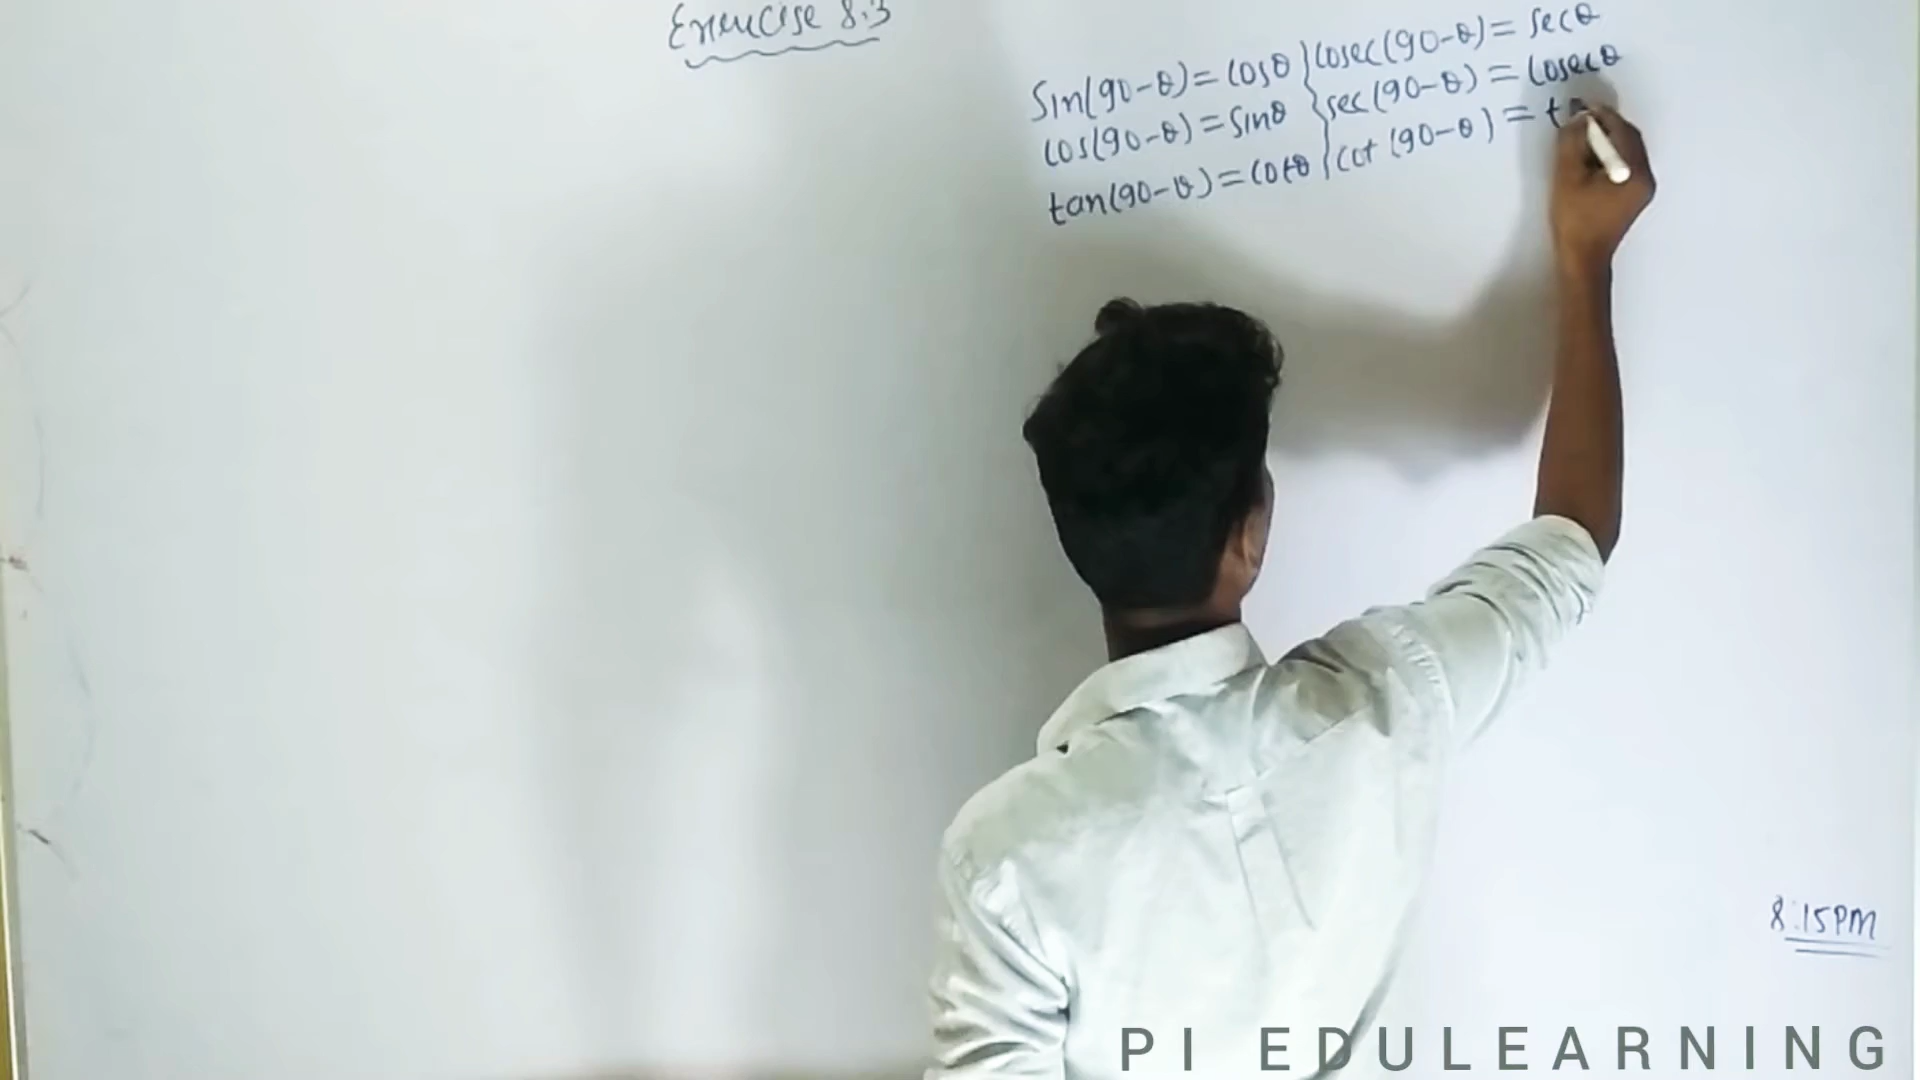 Exercise 8.3
Sin(90-θ)=Cosθ
Cos(90-θ)=Sinθ
tan(90-θ)=Cotθ
Cosec(90-θ)=Secθ
Sec(90-θ)=Cosecθ
Cot(90-θ)=
8:15PM
PI EDULEARNING